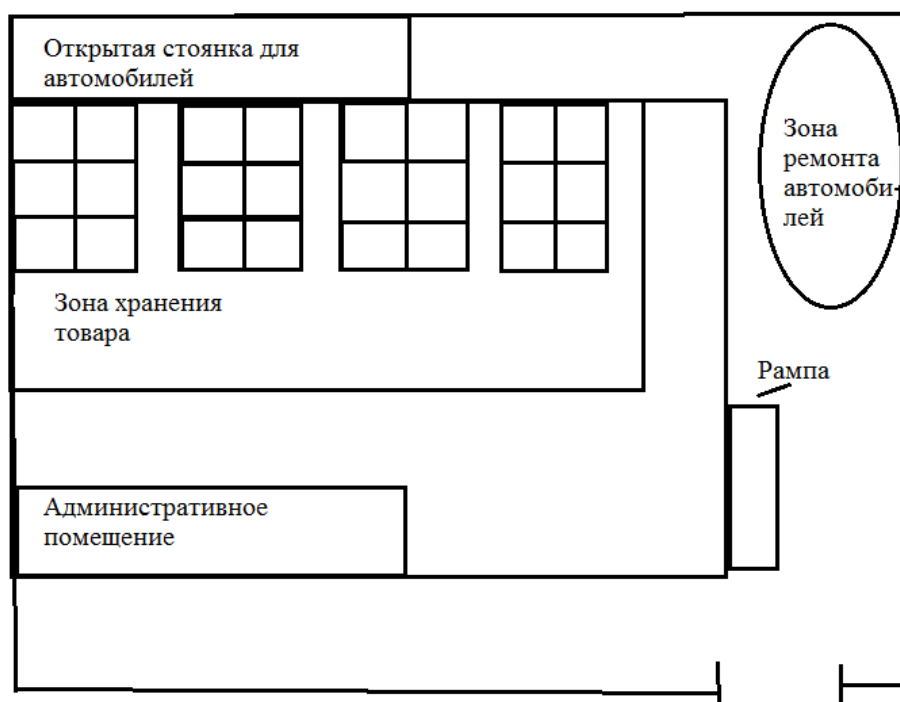 Открытая стоянка для
автомобилей
Зона
ремонта
автомоби-
лей
Зона хранения
товара
Рампа
Административное
помещение